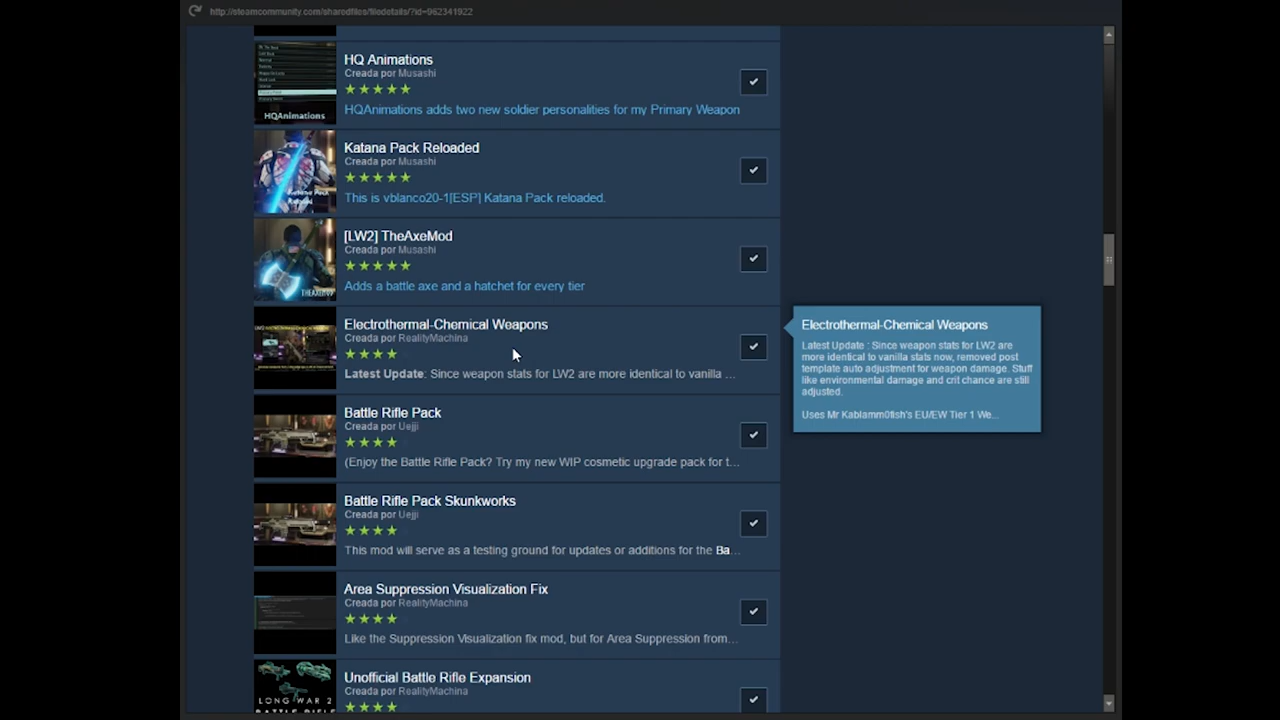 http://steamcommunity.com/sharedfiles/filedetails/?id=962341922
HQ Animations
Creada por Musashi
HQAnimations adds two new soldier personalities for my Primary Weapon
HQAnimations
Katana Pack Reloaded
Creada por Musashi
This is vblanco20-1[ESP] Katana Pack reloaded.
[LW2] TheAxeMod
Creada por Musashi
Adds a battle axe and a hatchet for every tier
Electrothermal-Chemical Weapons
Creada por RealityMachina
Latest Update: Since weapon stats for LW2 are more identical to vanilla ...
Electrothermal-Chemical Weapons
Latest Update : Since weapon stats for LW2 are
more identical to vanilla stats now, removed post
template auto adjustment for weapon damage. Stuff
like environmental damage and crit chance are still
adjusted.
Uses Mr Kablamm0fish's EU/EW Tier 1 We...
Battle Rifle Pack
Creada por Uejji
(Enjoy the Battle Rifle Pack? Try my new WIP cosmetic upgrade pack for t...
Battle Rifle Pack Skunkworks
Creada por Uejji
This mod will serve as a testing ground for updates or additions for the Ba...
Area Suppression Visualization Fix
Creada por RealityMachina
Like the Suppression Visualization fix mod, but for Area Suppression from...
Unofficial Battle Rifle Expansion
Creada por RealityMachina
LONG WAR 2
BATTLE RIFLE